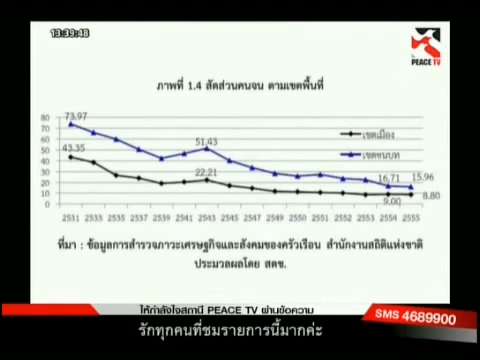 13:39:48
PEACE TV
ภาพที่ 1.4 สัดส่วนคนจน ตามเขตพื้นที่
80
70
60
50
40
30
20
10
0
73.97
43.35
51.43
22.21
16.71
15.96
9.00
8.80
เขตเมือง
เขตชนบท
2531 2533 2535 2537 2539 2541 2543 2545 2547 2549 2550 2551 2552 2553 2554 2555
ที่มา : ข้อมูลการสำรวจภาวะเศรษฐกิจและสังคมของครัวเรือน สำนักงานสถิติแห่งชาติ
ประมวลผลโดย สศช.
ให้กำลังใจสถานี PEACE TV ผ่านข้อความ
SMS 4689900
รักทุกคนที่ชมรายการนี้มากค่ะ